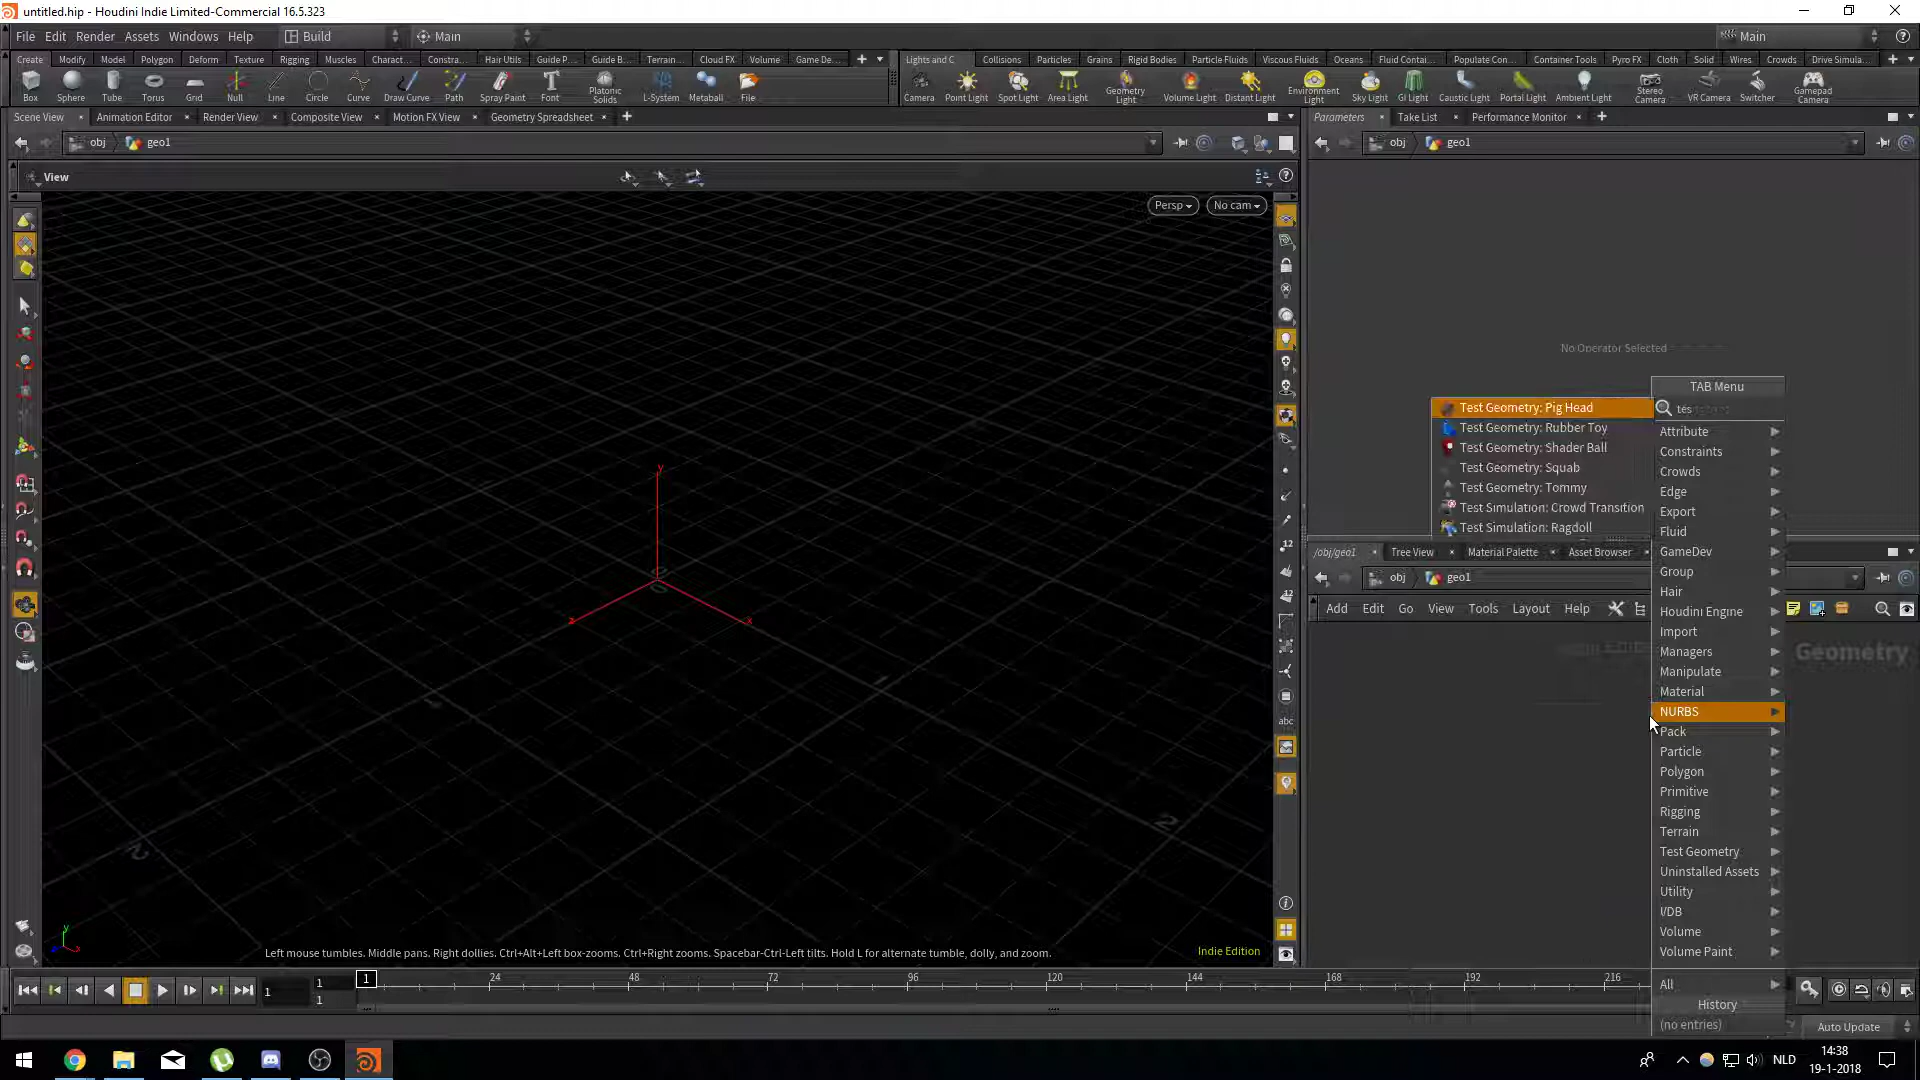 untitled.hip - Houdini Indie Limited-Commercial 16.5.323
File Edit Render Assets Windows Help Build Main Main
Create Modify Model Polygon Deform Texture Rigging Muscles Charact... Constra... Hair Utils Guide P... Guide B... Terrain... Cloud FX Volume Game De...
Lights and C Collisions Particles Grains Rigid Bodies Particle Fluids Viscous Fluids Oceans Fluid Contai... Populate Con... Container Tools Pyro FX Cloth Solid Wires Crowds Drive Simula...
Box Sphere Tube Torus Grid Null Line Circle Curve Draw Curve Path Spray Paint Font Platonic Solids L-System Metaball File
Camera Point Light Spot Light Area Light Geometry Light Volume Light Distant Light Environment Light Sky Light GI Light Caustic Light Portal Light Ambient Light Stereo Camera VR Camera Switcher Gamepad Camera
Scene View Animation Editor Render View Composite View Motion FX View Geometry Spreadsheet
Parameters Take List Performance Monitor
obj geo1
obj geo1
View
Persp No cam
No Operator Selected
TAB Menu
tes
Test Geometry: Pig Head
Test Geometry: Rubber Toy
Test Geometry: Shader Ball
Test Geometry: Squab
Test Geometry: Tommy
Test Simulation: Crowd Transition
Test Simulation: Ragdoll
Attribute
Constraints
Crowds
Edge
Export
Fluid
GameDev
Group
Hair
Houdini Engine
Import
Managers
Manipulate
Material
NURBS
Pack
Particle
Polygon
Primitive
Rigging
Terrain
Test Geometry
Uninstalled Assets
Utility
VDB
Volume
Volume Paint
All
History
(no entries)
/obj/geo1 Tree View Material Palette Asset Browser
obj geo1
Add Edit Go View Tools Layout Help
Geometry
y
z
x
12
12
abc
2
y
x
Left mouse tumbles. Middle pans. Right dollies. Ctrl+Alt+Left box-zooms. Ctrl+Right zooms. Spacebar-Ctrl-Left tilts. Hold L for alternate tumble, dolly, and zoom.
Indie Edition
1 1 1 1 24 48 72 96 120 144 168 192 216
Auto Update
NLD
14:38
19-1-2018